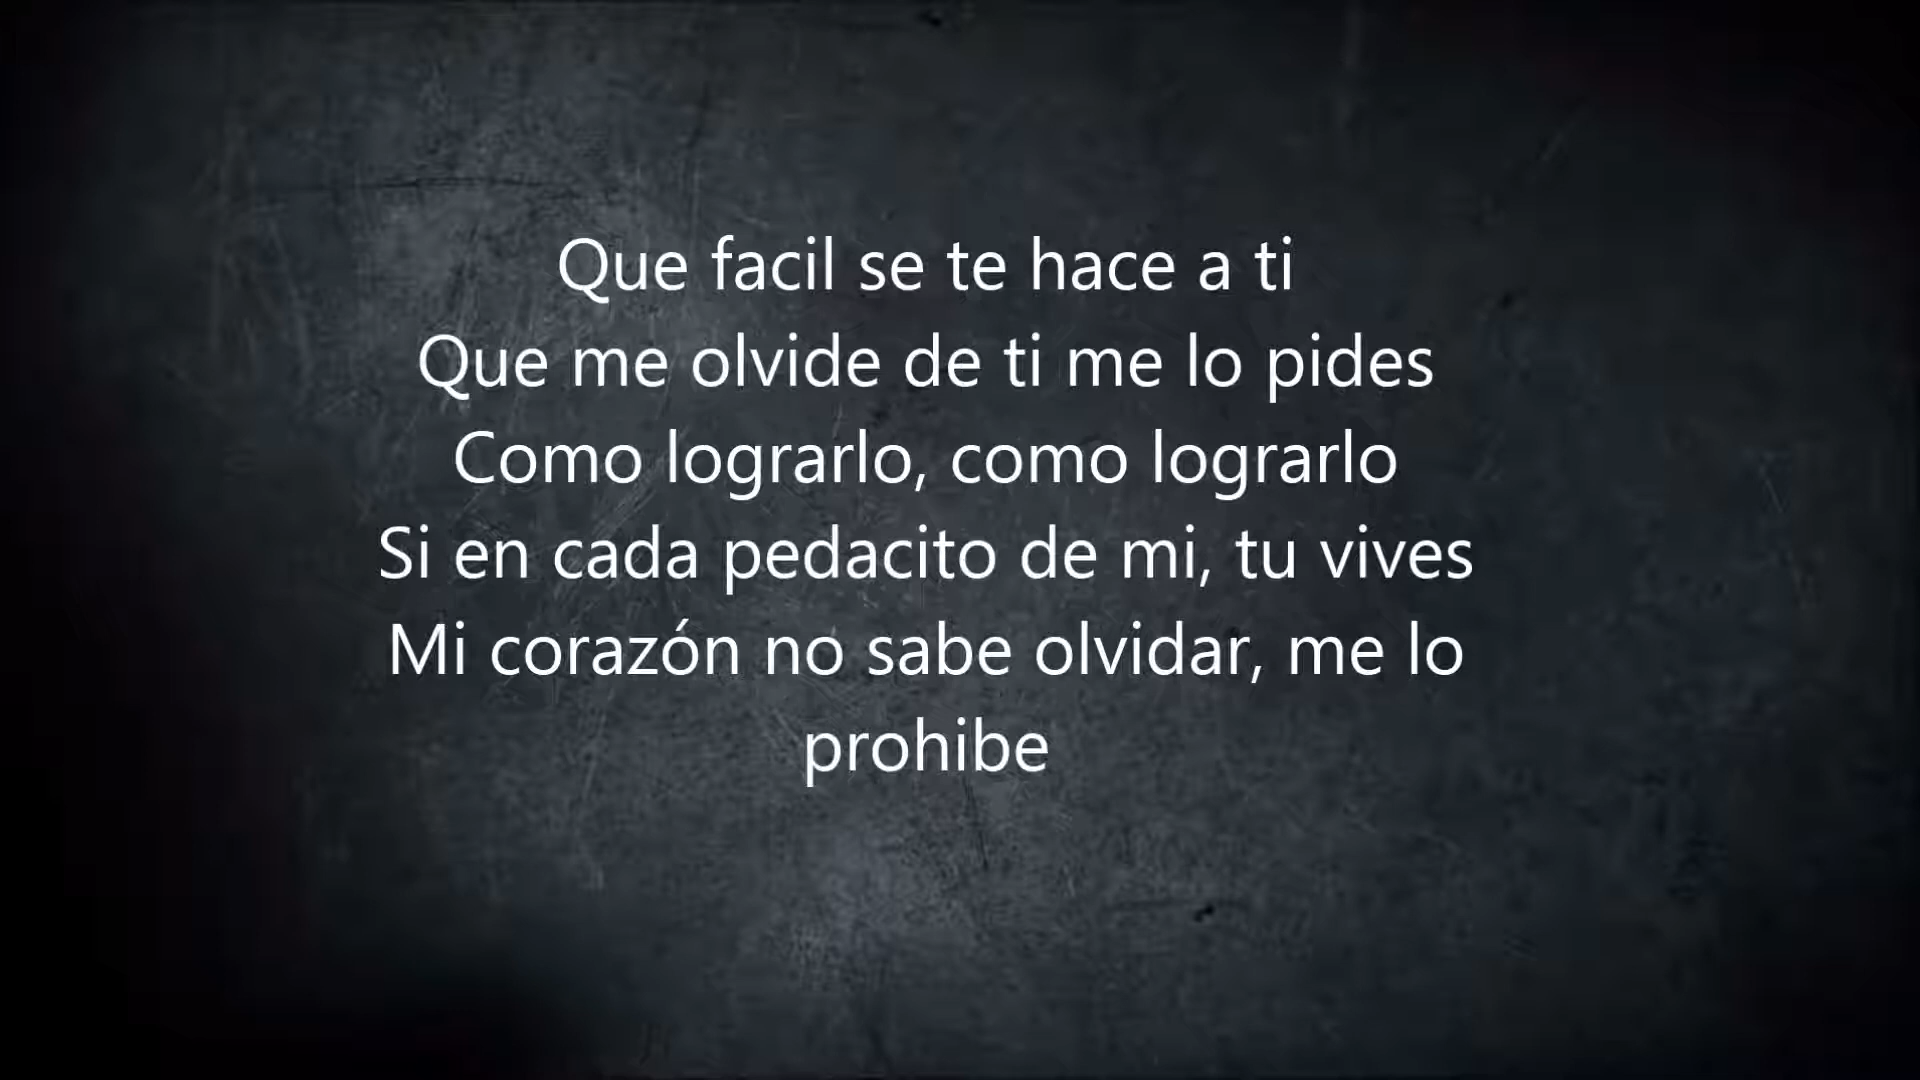 Que facil se te hace a ti
Que me olvide de ti me lo pides
Como lograrlo, como lograrlo
Si en cada pedacito de mi, tu vives
Mi corazón no sabe olvidar, me lo
prohibe